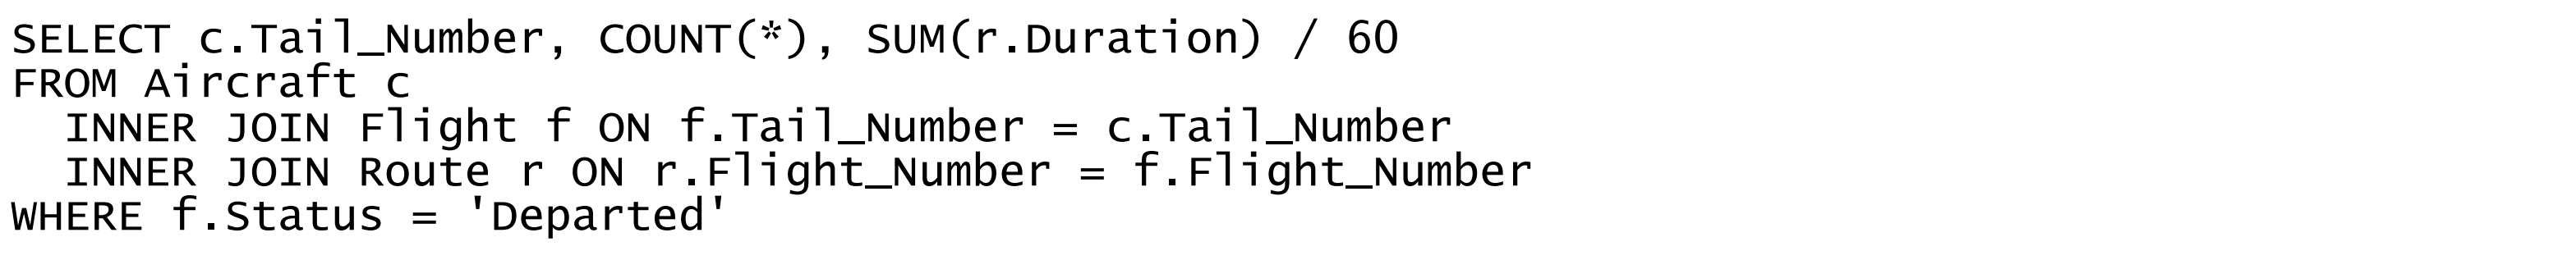 SELECT c.Tail_Number, COUNT(*), SUM(r.Duration) / 60
FROM Aircraft c
  INNER JOIN Flight f ON f.Tail_Number = c.Tail_Number
  INNER JOIN Route r ON r.Flight_Number = f.Flight_Number
WHERE f.Status = 'Departed'